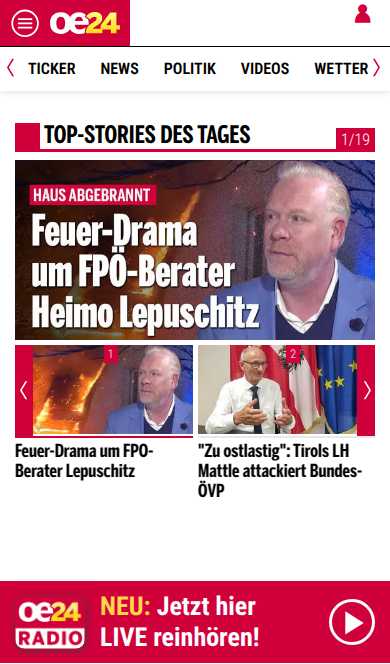 oe24
TICKER NEWS POLITIK VIDEOS WETTER
TOP-STORIES DES TAGES
1/19
HAUS ABGEBRANNT
Feuer-Drama
um FPÖ-Berater
Heimo Lepuschitz
1
2
Feuer-Drama um FPÖ-
Berater Lepuschitz
"Zu ostlastig": Tirols LH
Mattle attackiert Bundes-
ÖVP
oe24
RADIO
NEU: Jetzt hier
LIVE reinhören!